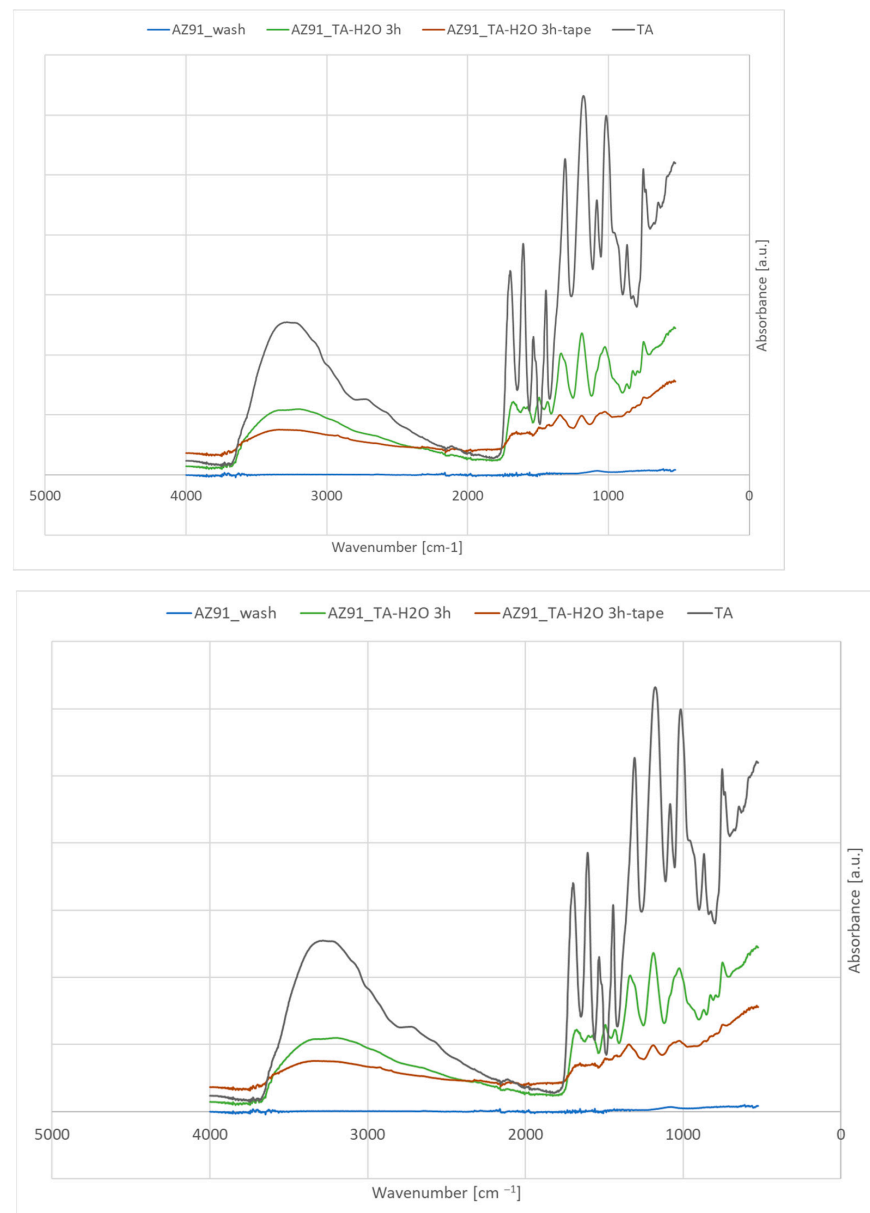 AZ91_wash AZ91_TA-H2O 3h AZ91_TA-H2O 3h-tape TA
Absorbance [a.u.]
5000 4000 3000 2000 1000 0
Wavenumber [cm-1]
AZ91_wash AZ91_TA-H2O 3h AZ91_TA-H2O 3h-tape TA
Absorbance [a.u.]
5000 4000 3000 2000 1000 0
Wavenumber [cm ⁻¹]